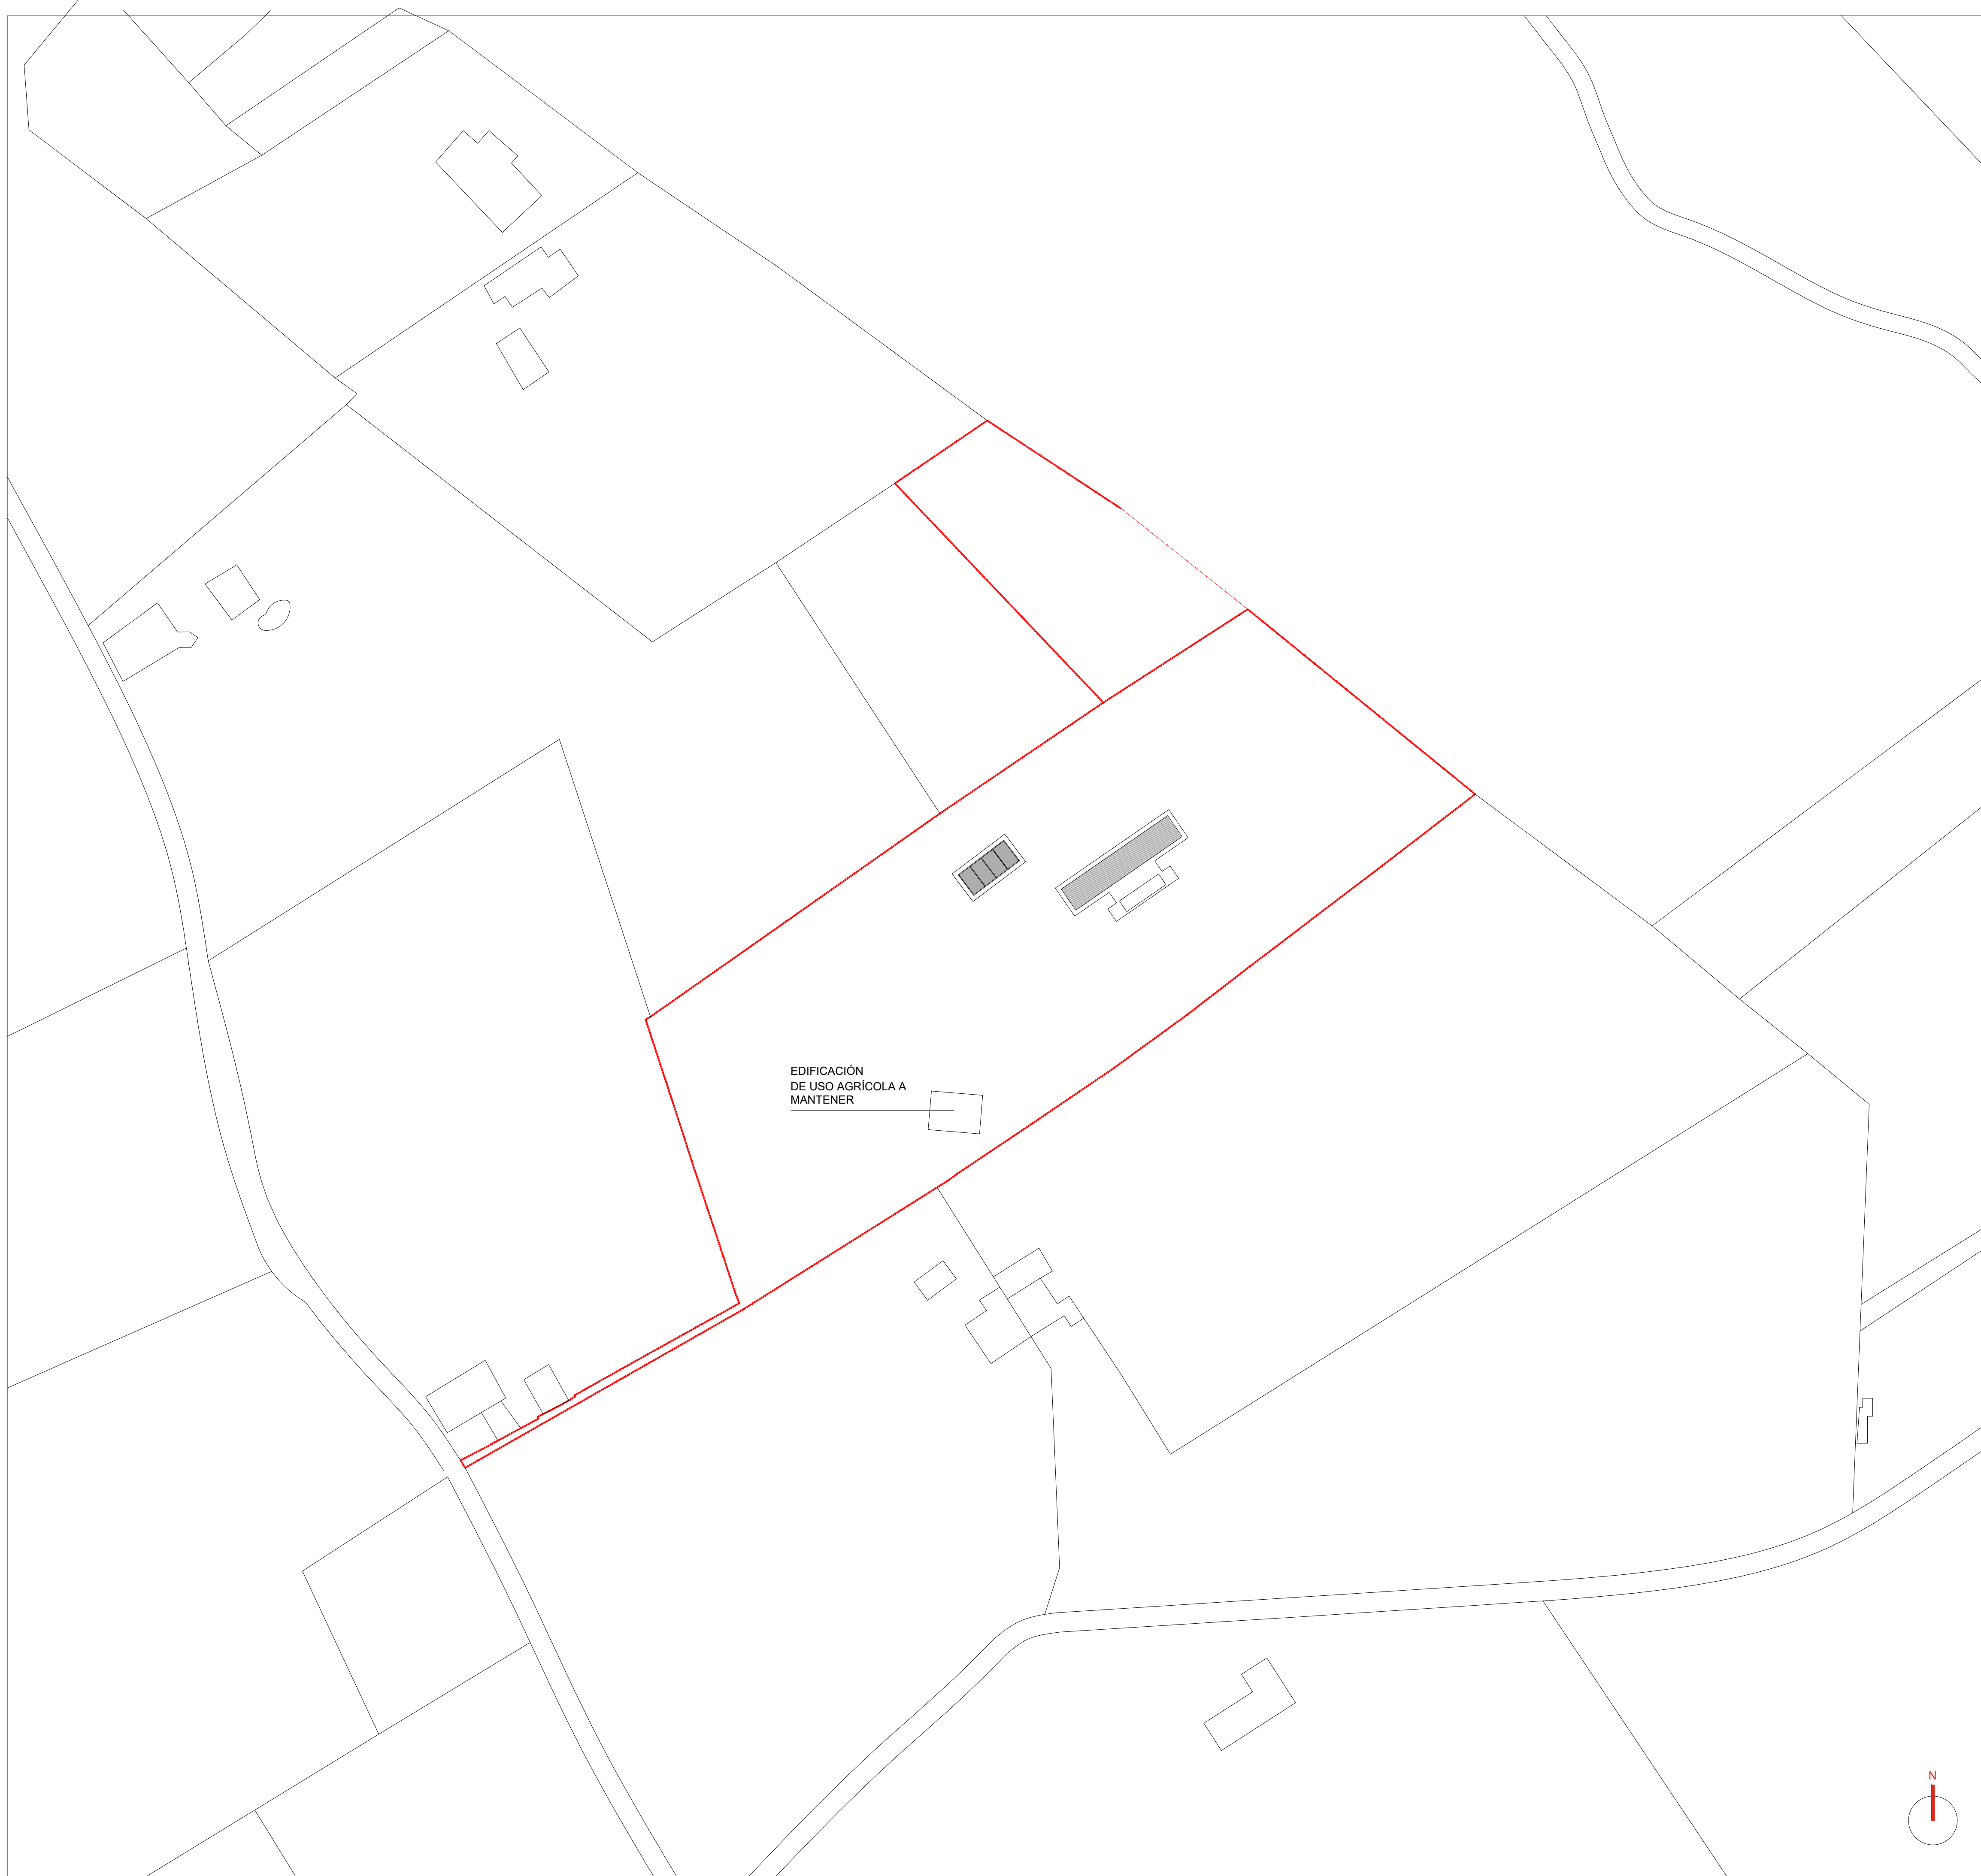 EDIFICACIÓN
DE USO AGRÍCOLA A
MANTENER
N